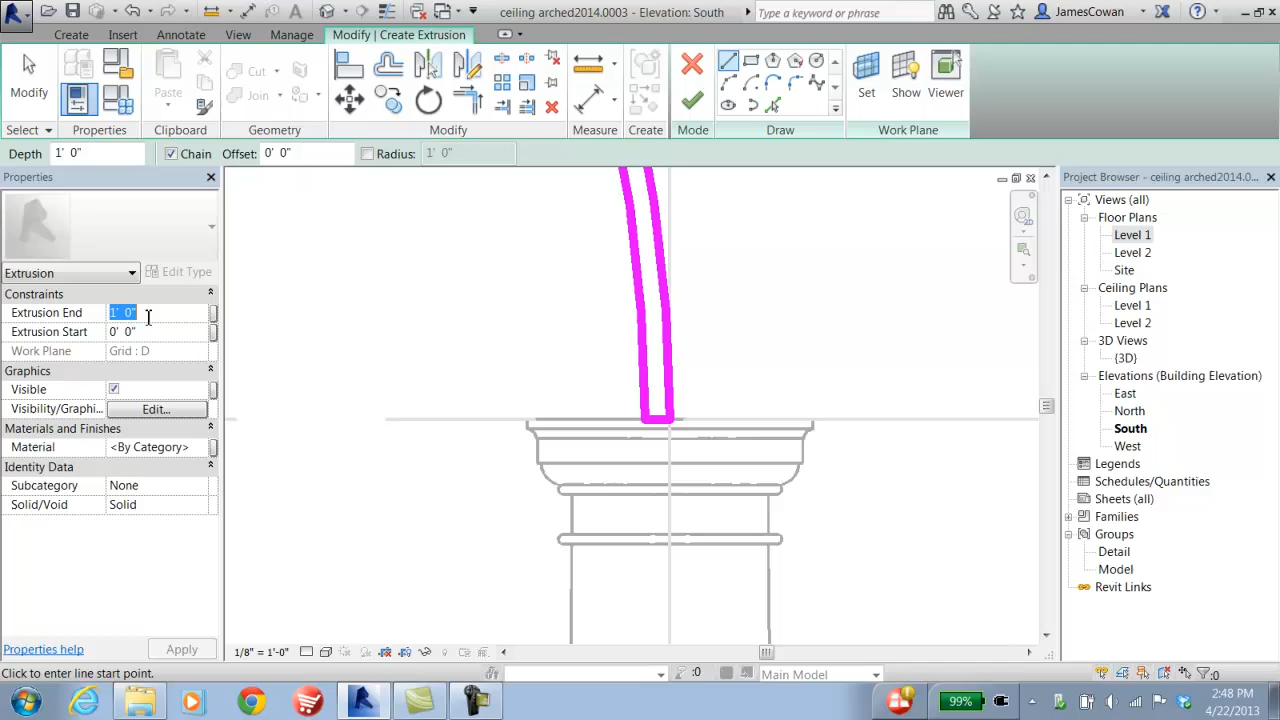 ceiling arched2014.0003 - Elevation: South
Type a keyword or phrase
JamesCowan
Create
Insert
Annotate
View
Manage
Modify | Create Extrusion
Modify
Paste
Cut
Join
Set
Show
Viewer
Select
Properties
Clipboard
Geometry
Modify
Measure
Create
Mode
Draw
Work Plane
Depth 1' 0"
Chain
Offset: 0' 0"
Radius: 1' 0"
Properties
Extrusion
Edit Type
Constraints
Extrusion End 1' 0"
Extrusion Start 0' 0"
Work Plane Grid : D
Graphics
Visible
Visibility/Graphi... Edit...
Materials and Finishes
Material <By Category>
Identity Data
Subcategory None
Solid/Void Solid
Properties help
Apply
2D
1/8" = 1'-0"
Project Browser - ceiling arched2014.0...
Views (all)
Floor Plans
Level 1
Level 2
Site
Ceiling Plans
Level 1
Level 2
3D Views
{3D}
Elevations (Building Elevation)
East
North
South
West
Legends
Schedules/Quantities
Sheets (all)
Families
Groups
Detail
Model
Revit Links
Click to enter line start point.
:0
Main Model
:0
99%
2:48 PM
4/22/2013